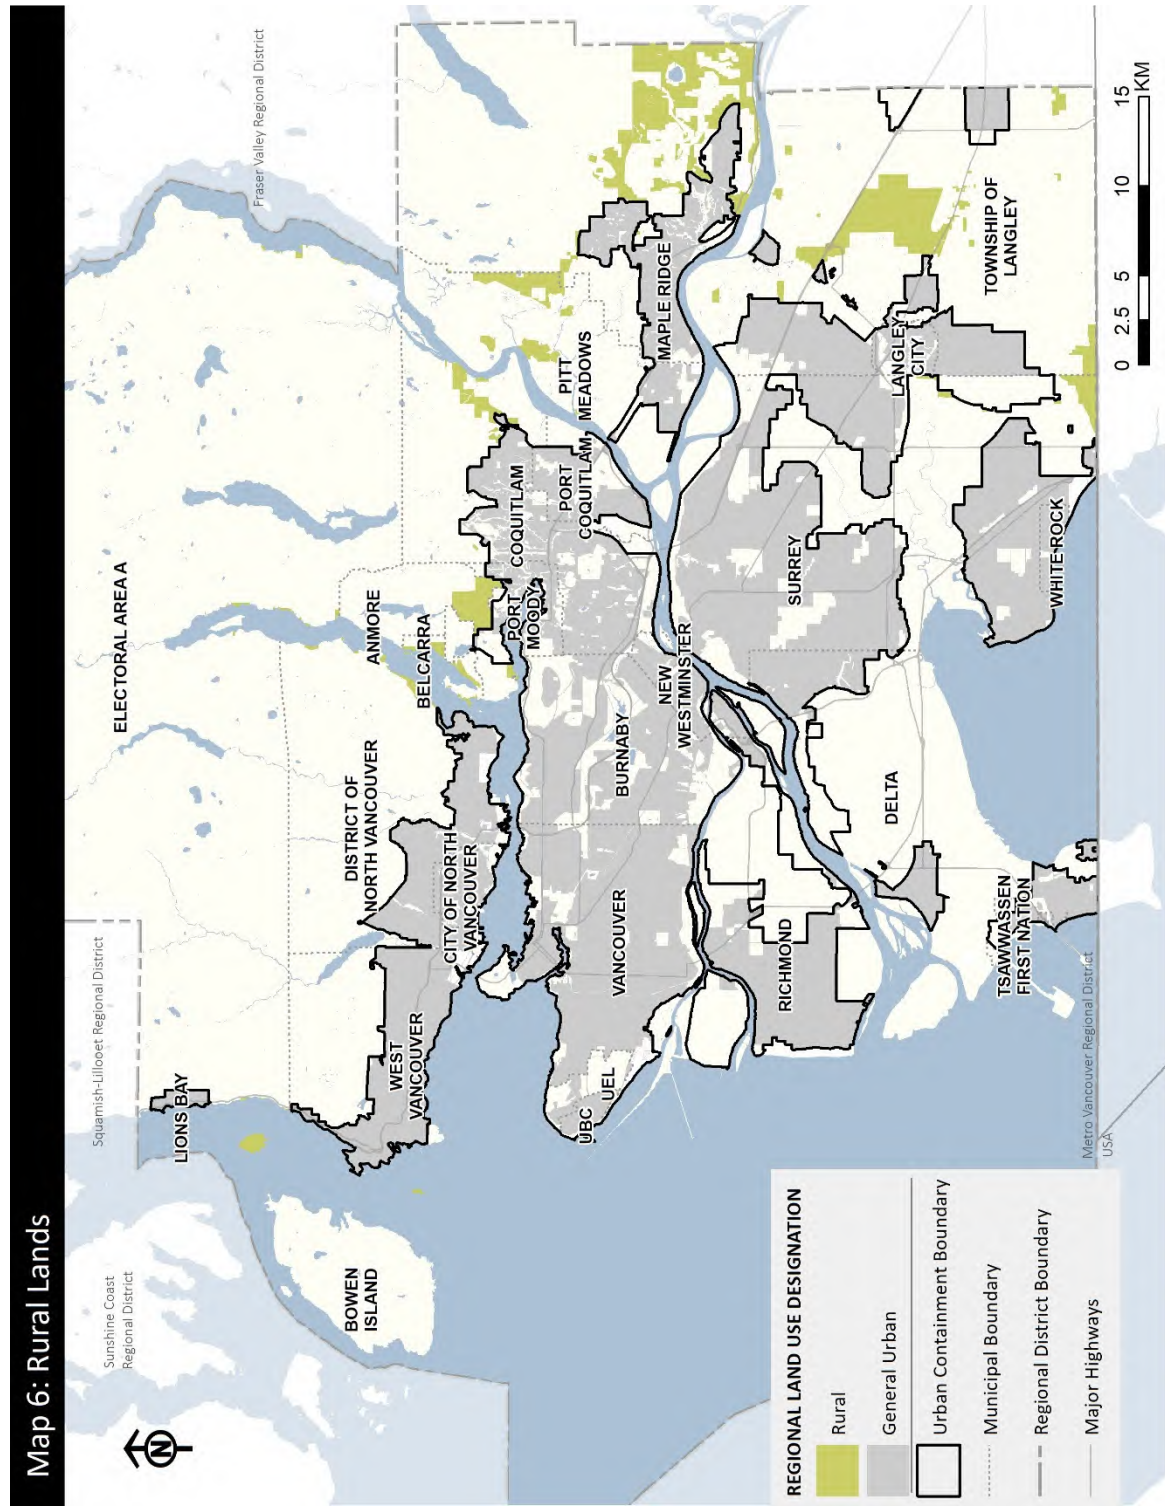 Map 6: Rural Lands
Sunshine Coast
Regional District
Squamish-Lillooet Regional District
Fraser Valley Regional District
ELECTORAL AREA A
LIONS BAY
BOWEN
ISLAND
WEST
VANCOUVER
DISTRICT OF
NORTH VANCOUVER
CITY OF NORTH
VANCOUVER
ANMORE
BELCARRA
PORT
MOODY
COQUITLAM
PORT
COQUITLAM
PITT
MEADOWS
MAPLE RIDGE
UBC
UEL
VANCOUVER
BURNABY
NEW
WESTMINSTER
RICHMOND
SURREY
DELTA
LANGLEY
CITY
TOWNSHIP OF
LANGLEY
WHITE ROCK
TSAWWASSEN
FIRST NATION
Metro Vancouver Regional District
USA
REGIONAL LAND USE DESIGNATION
Rural
General Urban
Urban Containment Boundary
Municipal Boundary
Regional District Boundary
Major Highways
0 2.5 5 10 15
KM
N